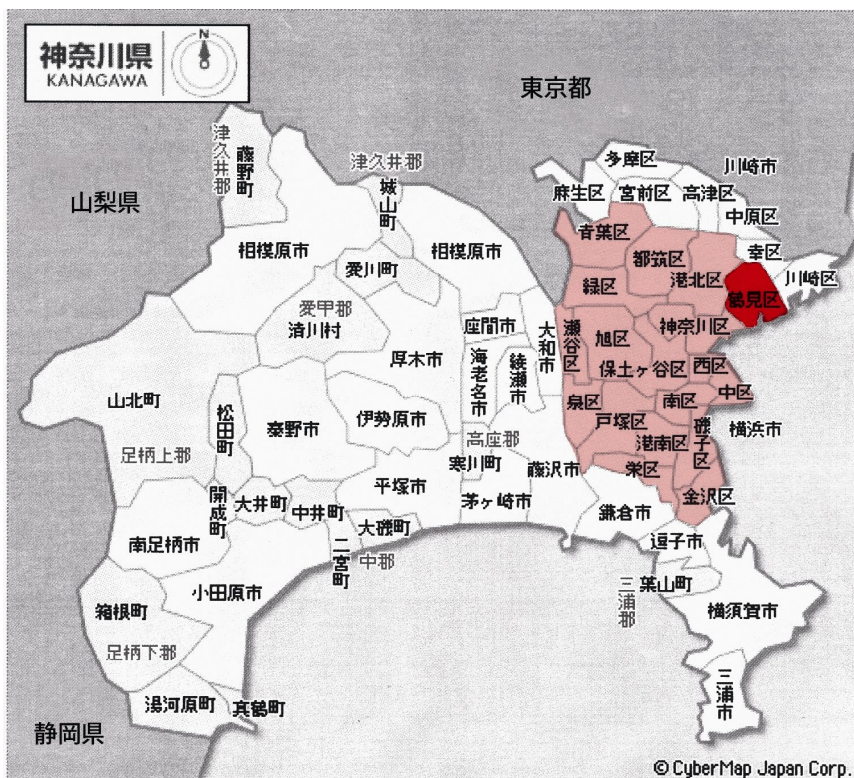 神奈川県
KANAGAWA
N
東京都
山梨県
静岡県
津久井郡
藤野町
津久井郡
城山町
相模原市
相模原市
愛川町
愛甲郡
清川村
厚木市
座間市
海老名市
綾瀬市
大和市
山北町
足柄上郡
松田町
秦野市
伊勢原市
高座郡
寒川町
藤沢市
開成町
大井町
中井町
平塚市
茅ヶ崎市
南足柄市
二宮町
大磯町
中郡
小田原市
箱根町
足柄下郡
湯河原町
真鶴町
多摩区
川崎市
麻生区
宮前区
高津区
中原区
幸区
川崎区
青葉区
都筑区
港北区
鶴見区
緑区
神奈川区
瀬谷区
旭区
保土ヶ谷区
西区
中区
泉区
南区
戸塚区
港南区
磯子区
横浜市
栄区
金沢区
鎌倉市
逗子市
葉山町
三浦郡
横須賀市
三浦市
© CyberMap Japan Corp.